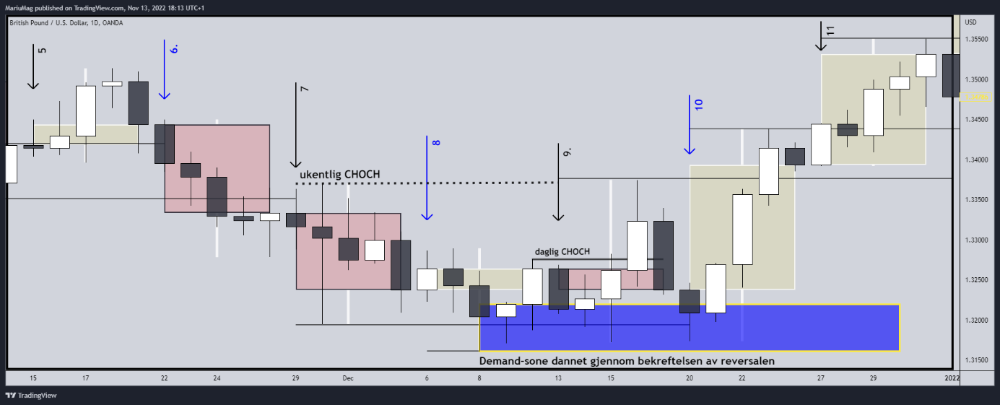 MariuMag published on TradingView.com, Nov 13, 2022 18:13 UTC+1
British Pound / U.S. Dollar, 1D, OANDA
USD
5
6.
7
8
9.
10
11
1.35500
1.35000
1.34500
1.34000
1.33500
1.33000
1.32500
1.32000
1.31500
ukentlig CHOCH
daglig CHOCH
Demand-sone dannet gjennom bekreftelsen av reversalen
15 17 22 24 29 Dec 6 8 13 15 20 22 27 29 2022
TradingView